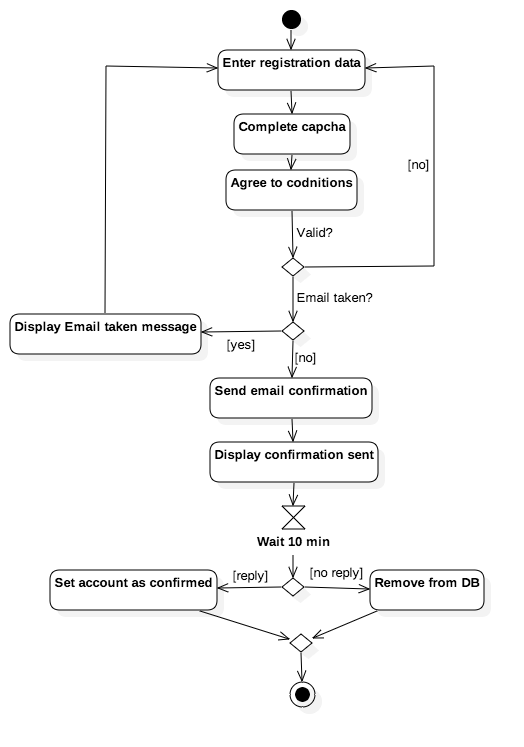 Enter registration data
Complete capcha
[no]
Agree to codnitions
Valid?
Email taken?
Display Email taken message
[yes]
[no]
Send email confirmation
Display confirmation sent
Wait 10 min
[reply]
[no reply]
Set account as confirmed
Remove from DB